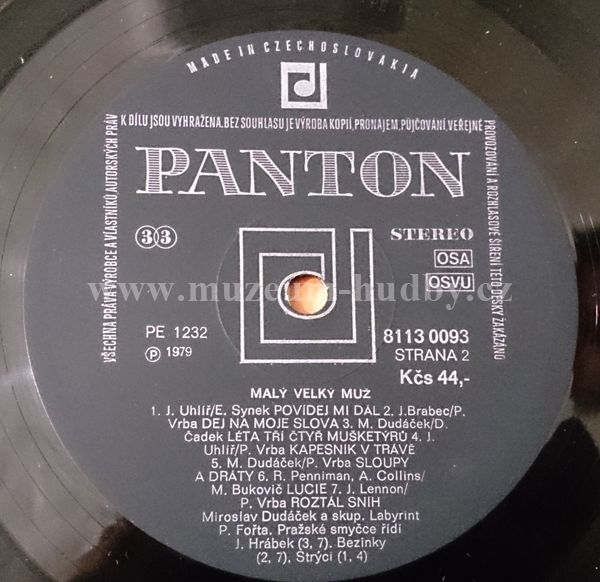 MADE IN CZECHOSLOVAKIA
VŠECHNA PRÁVA VÝROBCE A VLASTNÍKŮ AUTORSKÝCH PRÁV
K DÍLU JSOU VYHRAŽENA. BEZ SOUHLASU JE VÝROBA KOPIÍ, PRONÁJEM, PŮJČOVÁNÍ, VEŘEJNÉ
PROVOZOVÁNÍ A ROZHLASOVÉ ŠÍŘENÍ TÉTO DESKY ZAKÁZÁNO
PANTON
33 STEREO
OSA
OSVU
www.muzeum-hudby.cz
PE 1232 8113 0093
Ⓟ 1979 STRANA 2
Kčs 44,-
MALÝ VELKÝ MUŽ
1. J. Uhlíř/E. Synek POVÍDEJ MI DÁL 2. J.Brabec/P.
Vrba DEJ NA MOJE SLOVA 3. M. Dudáček/D.
Čadek LÉTA TŘÍ ČTYŘ MUŠKETÝRŮ 4. J.
Uhlíř/P. Vrba KAPESNÍK V TRÁVĚ
5. M. Dudáček/P. Vrba SLOUPY
A DRÁTY 6. R. Penniman, A. Collins/
M. Bukovič LUCIE 7. J. Lennon/
P. Vrba ROZTÁL SNÍH
Miroslav Dudáček a skup. Labyrint
P. Fořta. Pražské smyčce řídí
J. Hrábek (3, 7). Bezinky
(2, 7), Strýci (1, 4)